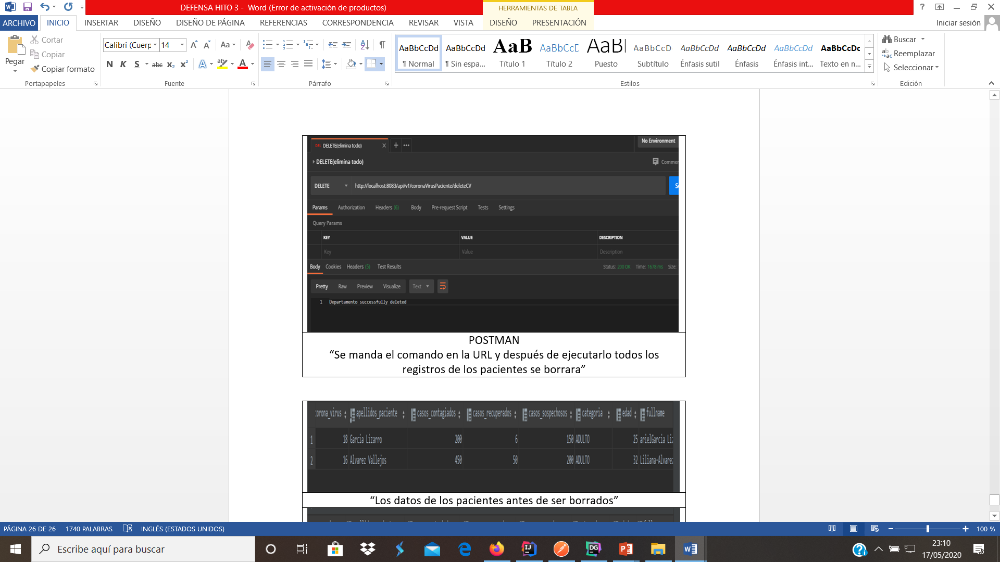 DEFENSA HITO 3 - Word (Error de activación de productos)
HERRAMIENTAS DE TABLA
ARCHIVO INICIO INSERTAR DISEÑO DISEÑO DE PÁGINA REFERENCIAS CORRESPONDENCIA REVISAR VISTA DISEÑO PRESENTACIÓN Iniciar sesión
Pegar
Cortar
Copiar
Copiar formato
Portapapeles
Calibri (Cuerp 14
Aa
N K S abc x₂ x²
Fuente
Párrafo
AaBbCcDd AaBbCcDd AaB AaBbCcD AaB AaBbCcD AaBbCcDd AaBbCcDd AaBbCcDd AaBbCcDc
¶ Normal ¶ Sin espa... Título 1 Título 2 Puesto Subtítulo Énfasis sutil Énfasis Énfasis int... Texto en n...
Estilos
Buscar
Reemplazar
Seleccionar
Edición
DEL DELETE(elimina todo) X + ••• No Environment
DELETE(elimina todo)
DELETE http://localhost:8083/api/v1/coronaVirusPaciente/deleteCV
Params Authorization Headers (6) Body Pre-request Script Tests Settings
Query Params
KEY VALUE DESCRIPTION
Key Value Description
Body Cookies Headers (5) Test Results Status: 200 OK Time: 1678 ms Size:
Pretty Raw Preview Visualize Text
1 Departamento successfully deleted
POSTMAN
“Se manda el comando en la URL y después de ejecutarlo todos los
registros de los pacientes se borrara”
corona_virus apellidos_paciente casos_contagiados casos_recuperados casos_sospechosos categoria edad fullname
1 18 Garcia Lizarro 200 6 150 ADULTO 25 arielGarcia Li
2 16 Alvarez Vallejos 450 50 200 ADULTO 32 Liliana-Alvarez
“Los datos de los pacientes antes de ser borrados”
PÁGINA 26 DE 26 1740 PALABRAS INGLÉS (ESTADOS UNIDOS) 100 %
Escribe aquí para buscar
23:10
17/05/2020